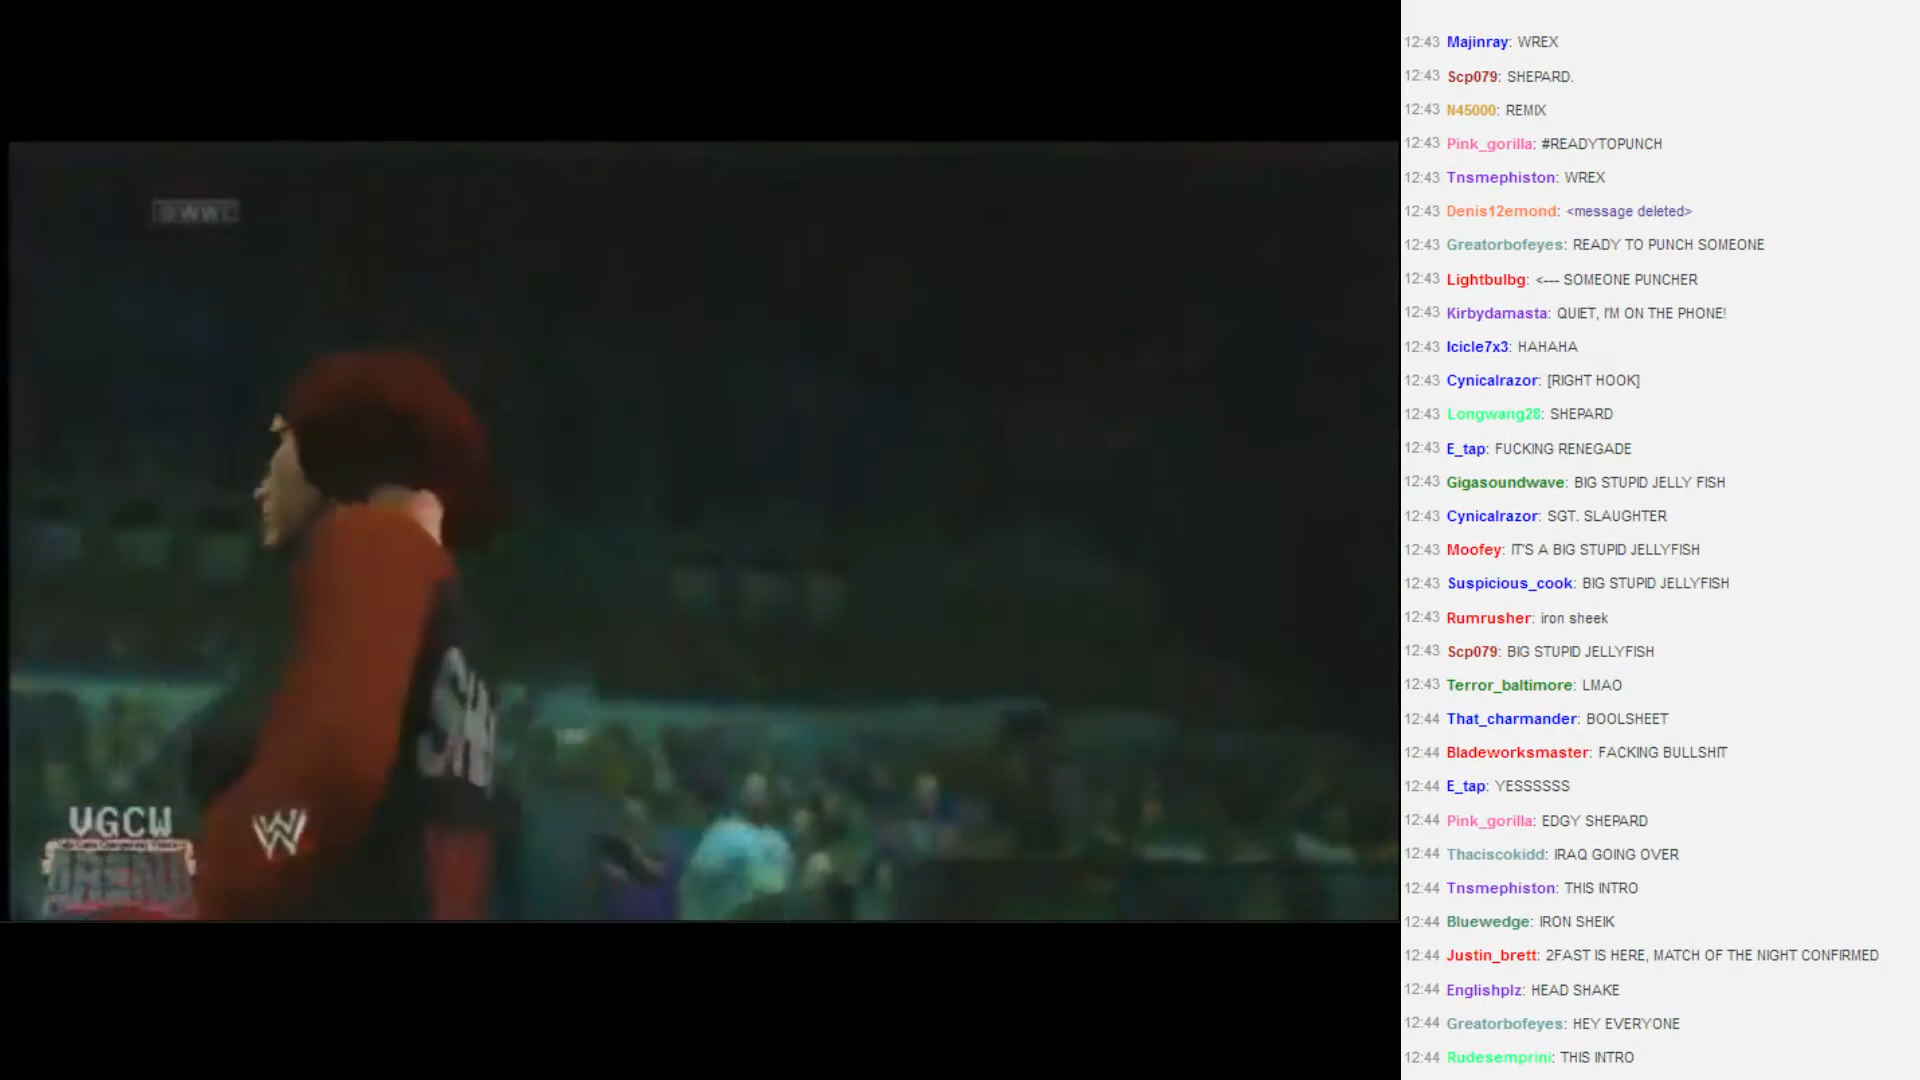 VGCW
W
12:43 Majinray: WREX
12:43 Scp079: SHEPARD.
12:43 N45000: REMIX
12:43 Pink_gorilla: #READYTOPUNCH
12:43 Tnsmephiston: WREX
12:43 Denis12emond: <message deleted>
12:43 Greatorbofeyes: READY TO PUNCH SOMEONE
12:43 Lightbulbg: <--- SOMEONE PUNCHER
12:43 Kirbydamasta: QUIET, I'M ON THE PHONE!
12:43 Icicle7x3: HAHAHA
12:43 Cynicalrazor: [RIGHT HOOK]
12:43 Longwang28: SHEPARD
12:43 E_tap: FUCKING RENEGADE
12:43 Gigasoundwave: BIG STUPID JELLY FISH
12:43 Cynicalrazor: SGT. SLAUGHTER
12:43 Moofey: IT'S A BIG STUPID JELLYFISH
12:43 Suspicious_cook: BIG STUPID JELLYFISH
12:43 Rumrusher: iron sheek
12:43 Scp079: BIG STUPID JELLYFISH
12:43 Terror_baltimore: LMAO
12:44 That_charmander: BOOLSHEET
12:44 Bladeworksmaster: FACKING BULLSHIT
12:44 E_tap: YESSSSSS
12:44 Pink_gorilla: EDGY SHEPARD
12:44 Thaciscokidd: IRAQ GOING OVER
12:44 Tnsmephiston: THIS INTRO
12:44 Bluewedge: IRON SHEIK
12:44 Justin_brett: 2FAST IS HERE, MATCH OF THE NIGHT CONFIRMED
12:44 Englishplz: HEAD SHAKE
12:44 Greatorbofeyes: HEY EVERYONE
12:44 Rudesemprini: THIS INTRO